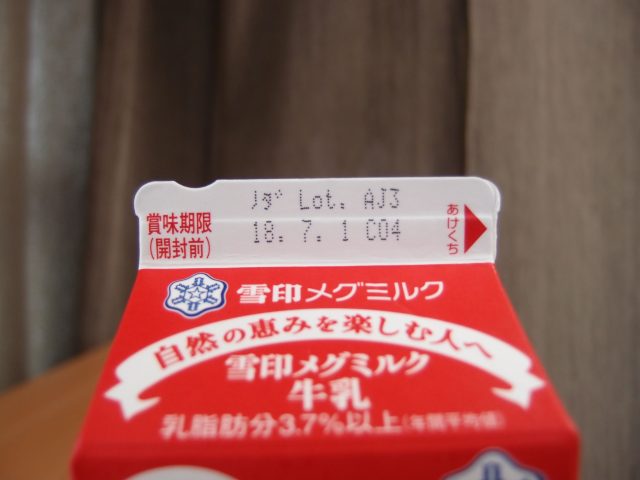 ﾉﾀﾞ Lot. AJ3
賞味期限
(開封前)
18. 7. 1 C04
あけくち
雪印メグミルク
自然の恵みを楽しむ人へ
雪印メグミルク
牛乳
乳脂肪分3.7%以上(年間平均値)